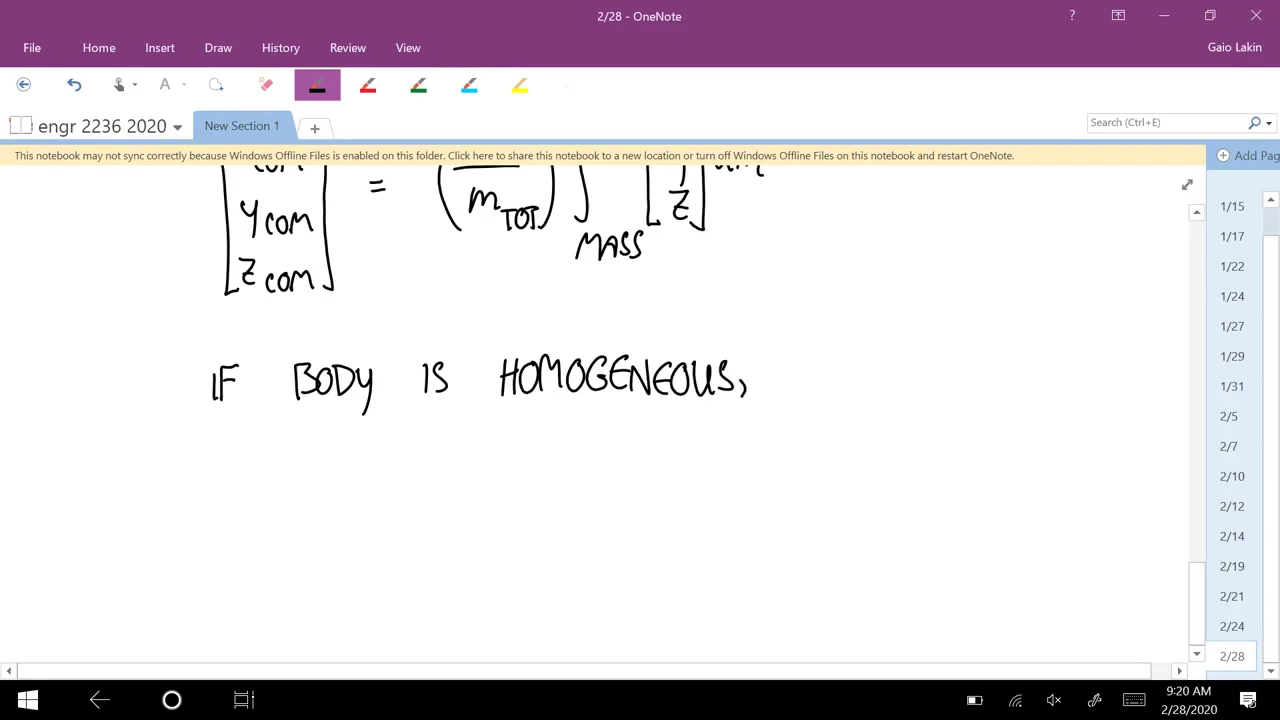 2/28 - OneNote
File Home Insert Draw History Review View Gaio Lakin
engr 2236 2020 New Section 1 Search (Ctrl+E)
This notebook may not sync correctly because Windows Offline Files is enabled on this folder. Click here to share this notebook to a new location or turn off Windows Offline Files on this notebook and restart OneNote.
Add Pag
= m TOT z
y COM
MASS
z COM
IF BODY IS HOMOGENEOUS,
1/15
1/17
1/22
1/24
1/27
1/29
1/31
2/5
2/7
2/10
2/12
2/14
2/19
2/21
2/24
2/28
9:20 AM
2/28/2020